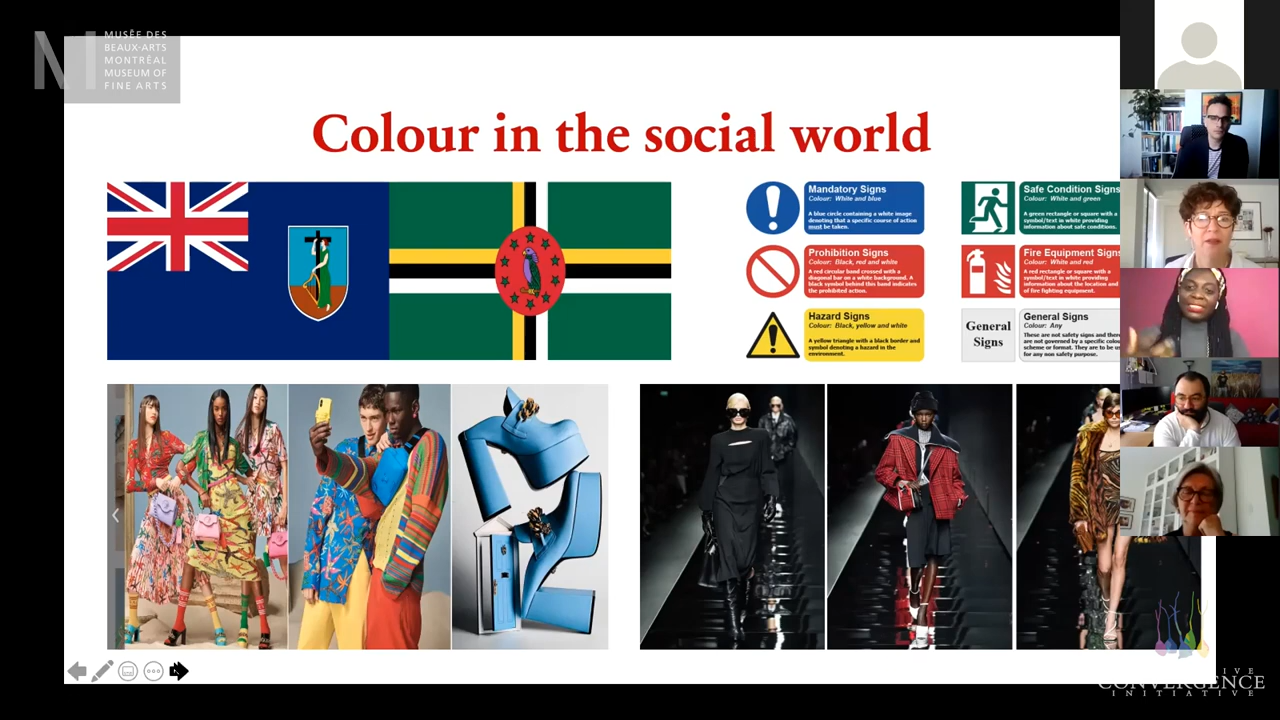 MUSÉE DES
BEAUX-ARTS
MONTRÉAL
MUSEUM OF
FINE ARTS
Colour in the social world
Mandatory Signs
Colour: White and blue
A blue circle containing a white image
denoting that a specific course of action
must be taken.
Safe Condition Signs
Colour: White and green
A green rectangle or square with a
symbol/text in white providing
information about safe conditions.
Prohibition Signs
Colour: Black, red and white
A red circular band crossed with a
diagonal bar on a white background. A
black symbol behind this band indicates
the prohibited action.
Fire Equipment Signs
Colour: White and red
A red rectangle or square with a
symbol/text in white providing
information about the location and
of fire fighting equipment.
Hazard Signs
Colour: Black, yellow and white
A yellow triangle with a black border and
symbol denoting a hazard in the
environment.
General
Signs
General Signs
Colour: Any
These are not safety signs and
are not governed by a specific
scheme or format. They are to be
for any non safety purpose.
CONVERGENCE
INITIATIVE